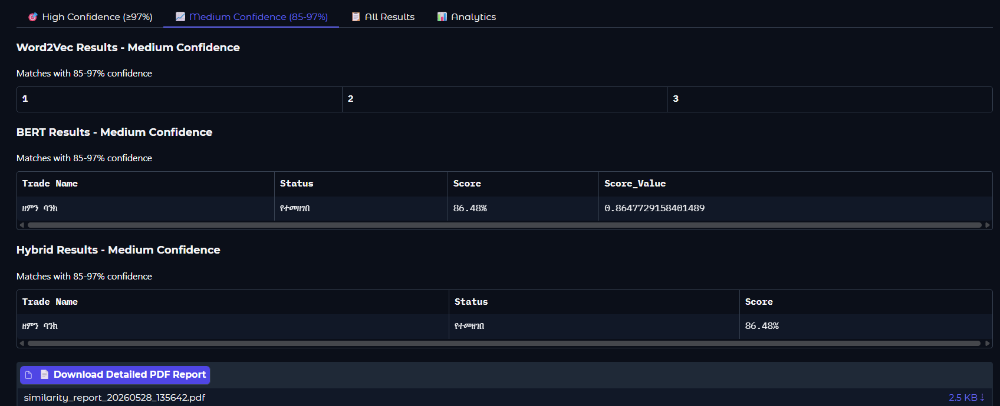 🎯 High Confidence (≥97%) 📈 Medium Confidence (85-97%) 📋 All Results 📊 Analytics
Word2Vec Results - Medium Confidence
Matches with 85-97% confidence
1 2 3
BERT Results - Medium Confidence
Matches with 85-97% confidence
Trade Name Status Score Score_Value
ዘምን ባንክ የተመዘገበ 86.48% 0.8647729158401489
Hybrid Results - Medium Confidence
Matches with 85-97% confidence
Trade Name Status Score
ዘምን ባንክ የተመዘገበ 86.48%
📄 Download Detailed PDF Report
similarity_report_20260528_135642.pdf 2.5 KB ⇣